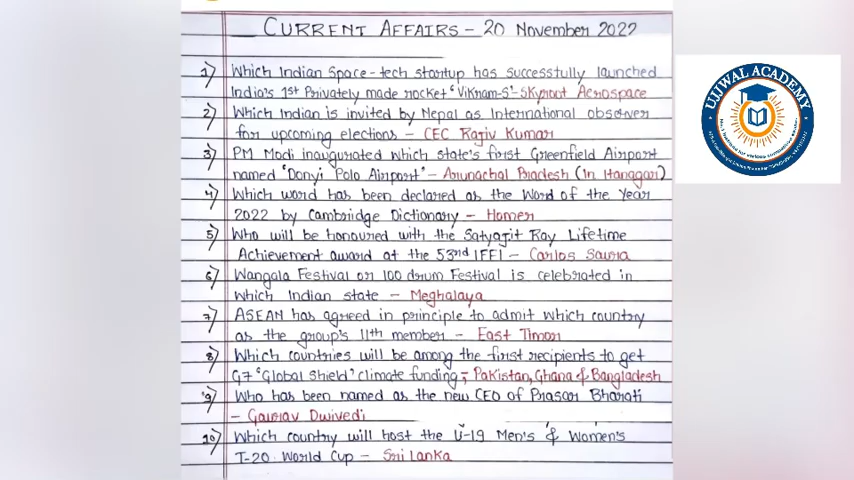 CURRENT AFFAIRS - 20 November 2022
1) Which Indian Space-tech startup has successfully launched
India's 1st Privately made rocket 'Vikram-S' - Skyroot Aerospace
2) Which Indian is invited by Nepal as International observer
for upcoming elections - CEC Rajiv Kumar
3) PM Modi inaugurated which state's first Greenfield Airport
named 'Donyi Polo Airport' - Arunachal Pradesh (in Itanagar)
4) Which word has been declared as the Word of the Year
2022 by Cambridge Dictionary - Homer
5) Who will be honoured with the Satyajit Ray Lifetime
Achievement award at the 53rd IFFI - Carlos Saura
6) Wangala Festival or 100 drum Festival is celebrated in
which Indian state - Meghalaya
7) ASEAN has agreed in principle to admit which country
as the group's 11th member - East Timor
8) Which countries will be among the first recipients to get
G7 'Global Shield' climate funding; - Pakistan, Ghana & Bangladesh
9) Who has been named as the new CEO of Prasar Bharati
- Gaurav Dwivedi
10) Which country will host the U-19 Men's & Women's
T-20 World Cup - Sri Lanka
UJJWAL ACADEMY